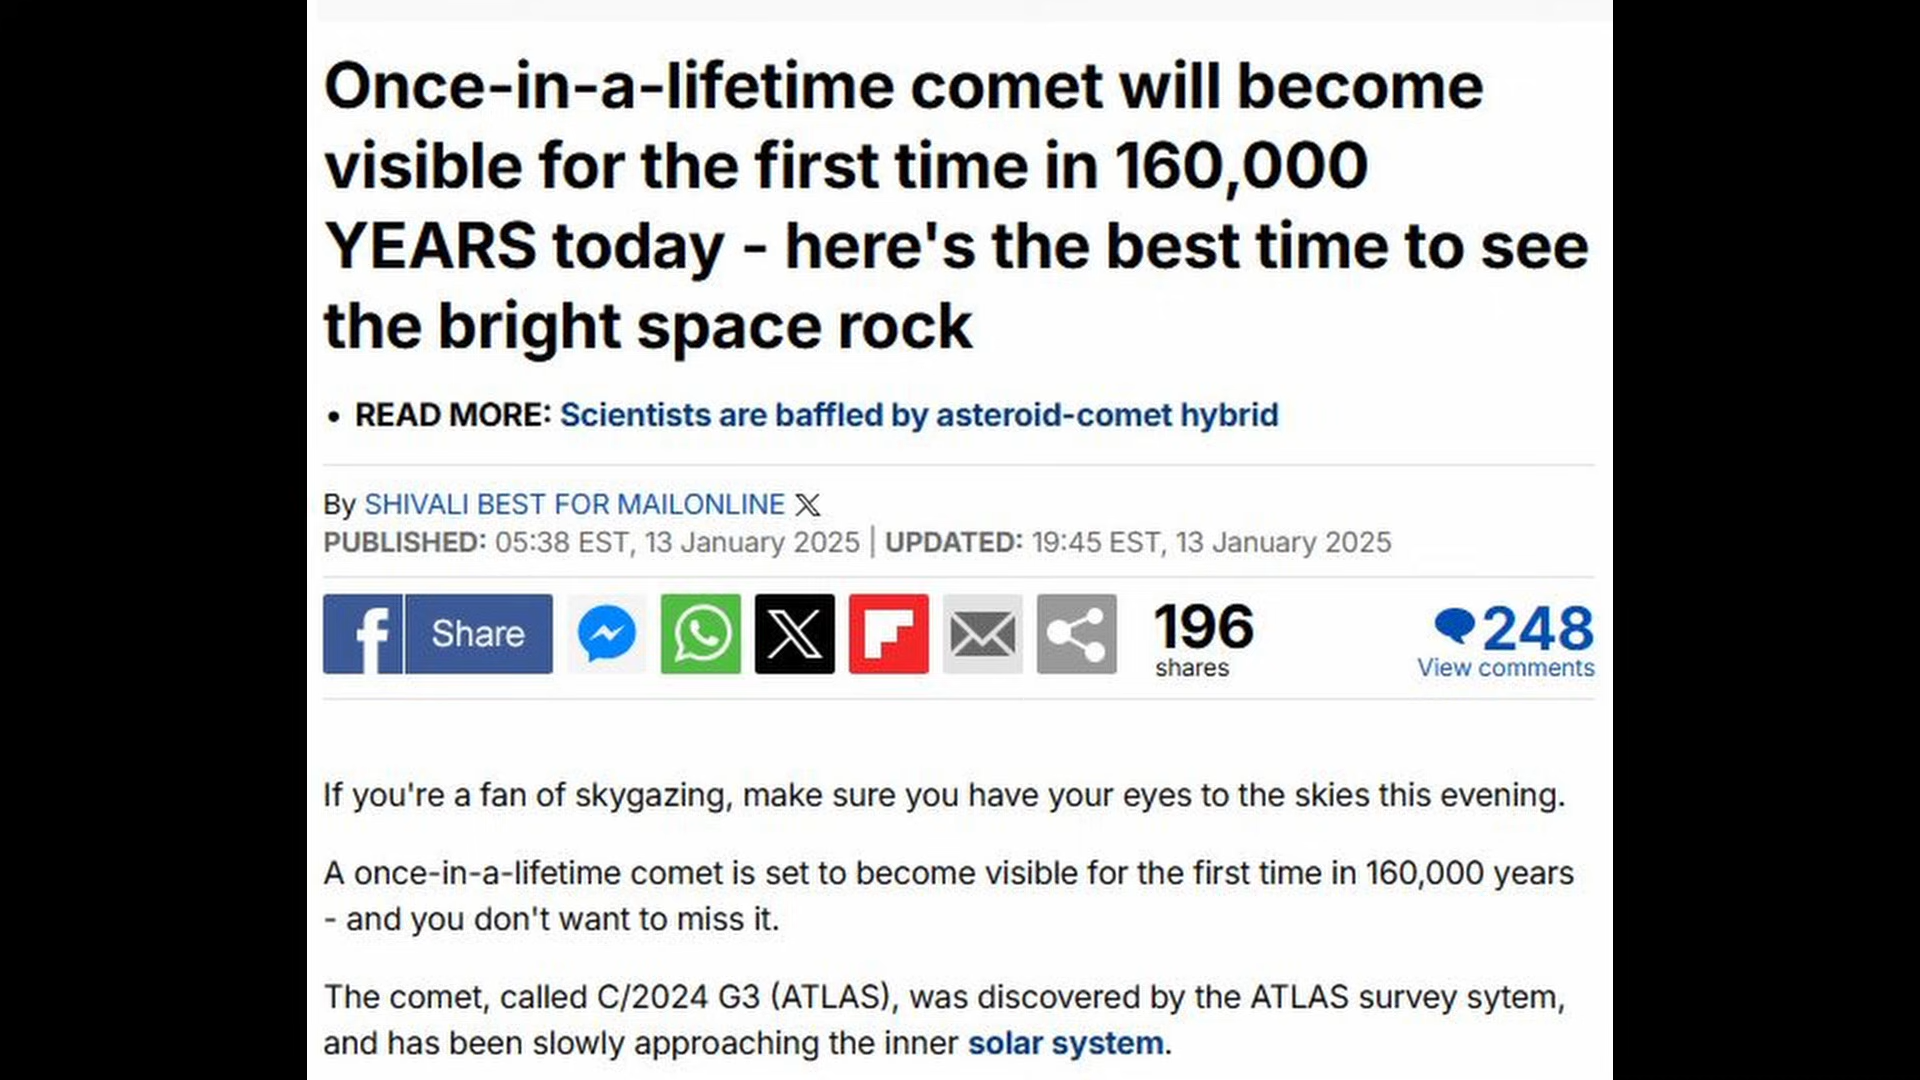 Once-in-a-lifetime comet will become
visible for the first time in 160,000
YEARS today - here's the best time to see
the bright space rock
• READ MORE: Scientists are baffled by asteroid-comet hybrid
By SHIVALI BEST FOR MAILONLINE X
PUBLISHED: 05:38 EST, 13 January 2025 | UPDATED: 19:45 EST, 13 January 2025
f Share X 196 248
shares View comments
If you're a fan of skygazing, make sure you have your eyes to the skies this evening.
A once-in-a-lifetime comet is set to become visible for the first time in 160,000 years
- and you don't want to miss it.
The comet, called C/2024 G3 (ATLAS), was discovered by the ATLAS survey sytem,
and has been slowly approaching the inner solar system.